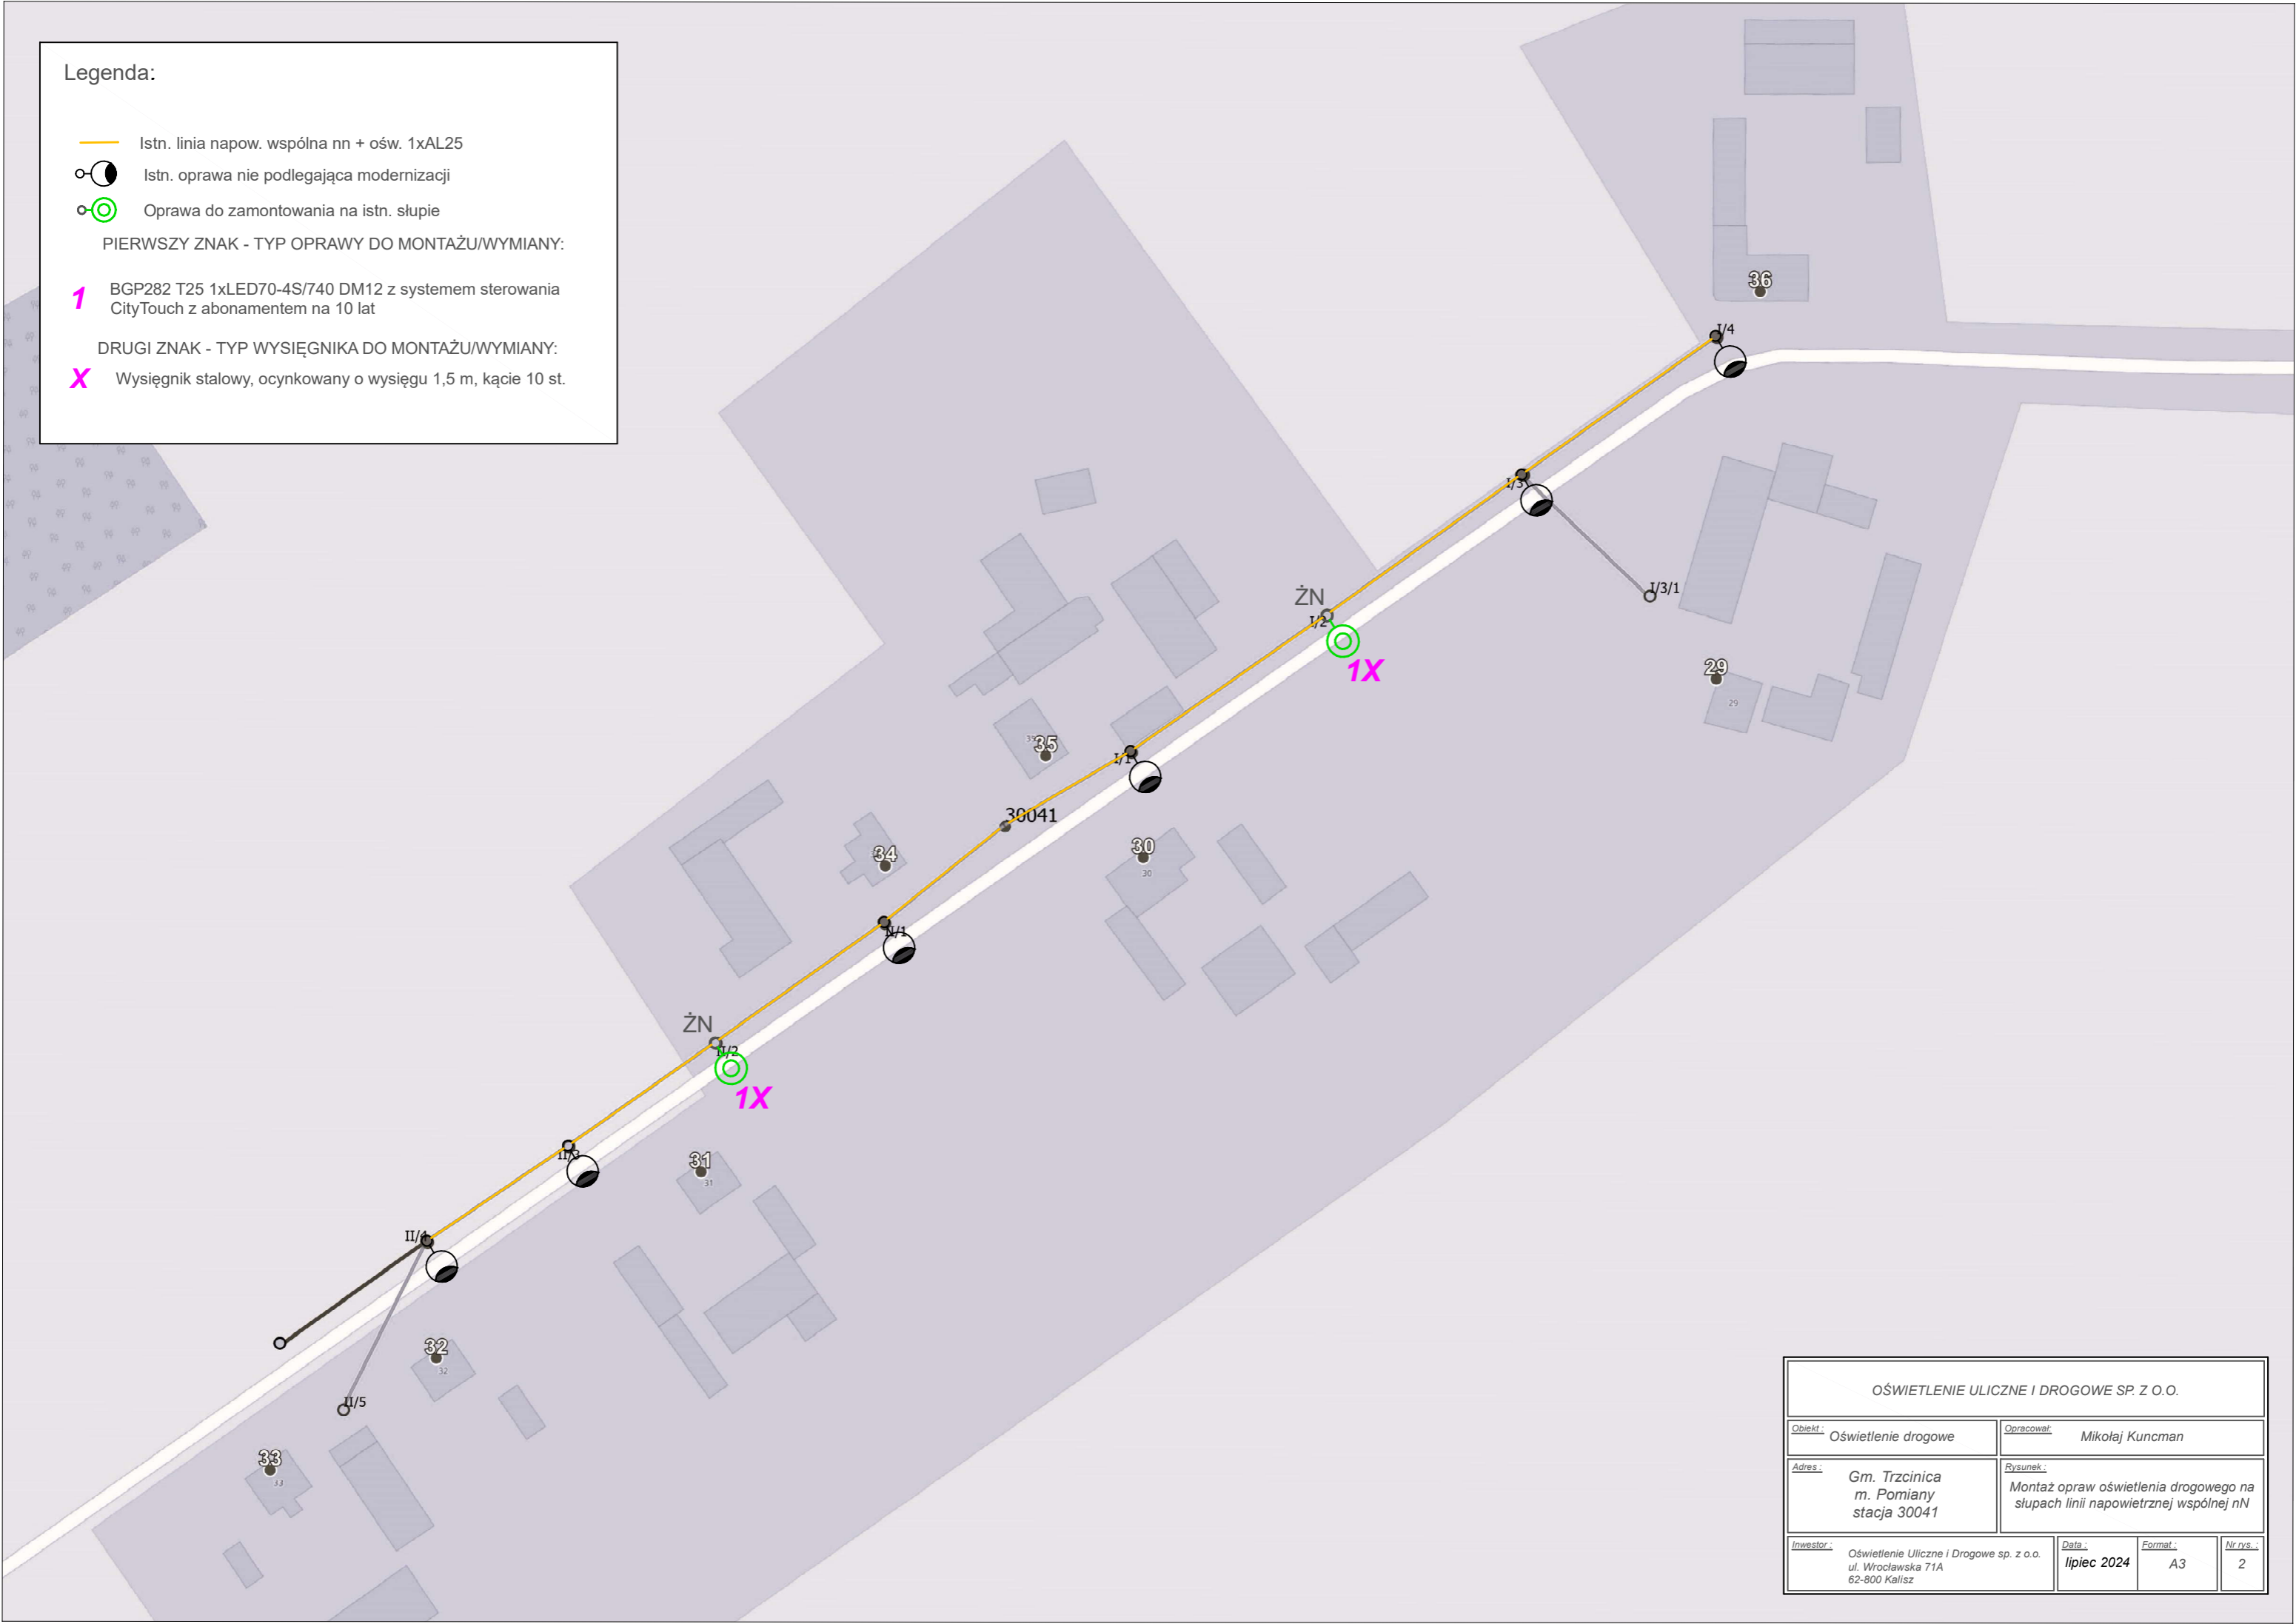 Legenda:
Istn. linia napow. wspólna nn + ośw. 1xAL25
Istn. oprawa nie podlegająca modernizacji
Oprawa do zamontowania na istn. słupie
PIERWSZY ZNAK - TYP OPRAWY DO MONTAŻU/WYMIANY:
1 BGP282 T25 1xLED70-4S/740 DM12 z systemem sterowania
CityTouch z abonamentem na 10 lat
DRUGI ZNAK - TYP WYSIĘGNIKA DO MONTAŻU/WYMIANY:
X Wysięgnik stalowy, ocynkowany o wysięgu 1,5 m, kącie 10 st.
36
I/4
I/3
I/3/1
ŻN
I/2
1X
29
29
35
I/1
30041
34
30
30
II/1
ŻN
II/2
1X
II/3
31
31
II/4
32
32
II/5
33
33
OŚWIETLENIE ULICZNE I DROGOWE SP. Z O.O.
Obiekt : Oświetlenie drogowe
Opracował: Mikołaj Kuncman
Adres : Gm. Trzcinica
m. Pomiany
stacja 30041
Rysunek :
Montaż opraw oświetlenia drogowego na
słupach linii napowietrznej wspólnej nN
Inwestor : Oświetlenie Uliczne i Drogowe sp. z o.o.
ul. Wrocławska 71A
62-800 Kalisz
Data :
lipiec 2024
Format :
A3
Nr rys. :
2